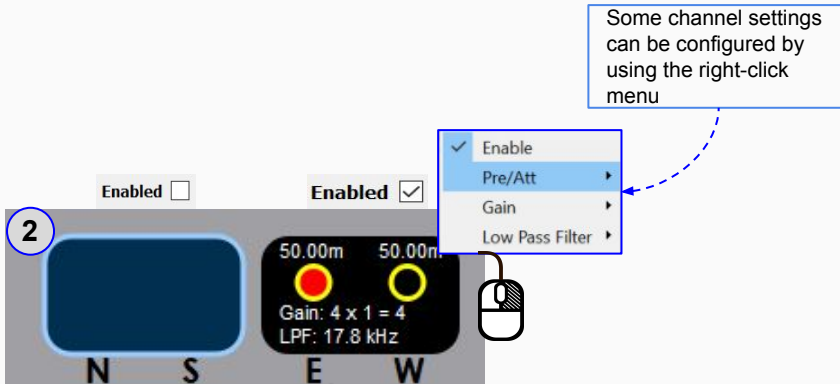 Some channel settings
can be configured by
using the right-click
menu
Enable
Pre/Att
Gain
Low Pass Filter
Enabled
Enabled
2
50.00m 50.00m
Gain: 4 x 1 = 4
LPF: 17.8 kHz
N S E W